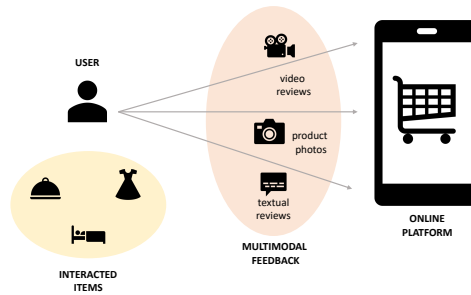 USER
video
reviews
product
photos
textual
reviews
ONLINE
PLATFORM
MULTIMODAL
FEEDBACK
INTERACTED
ITEMS